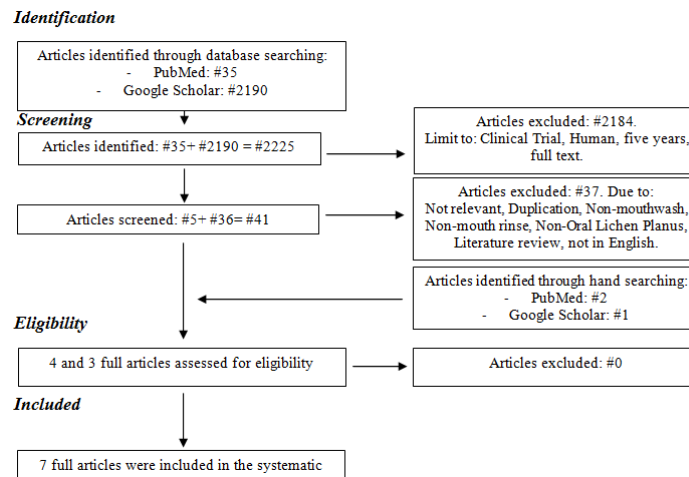 Identification
Articles identified through database searching:
- PubMed: #35
- Google Scholar: #2190
Screening
Articles identified: #35+ #2190 = #2225
Articles excluded: #2184.
Limit to: Clinical Trial, Human, five years,
full text.
Articles screened: #5+ #36= #41
Articles excluded: #37. Due to:
Not relevant, Duplication, Non-mouthwash,
Non-mouth rinse, Non-Oral Lichen Planus,
Literature review, not in English.
Articles identified through hand searching:
- PubMed: #2
- Google Scholar: #1
Eligibility
4 and 3 full articles assessed for eligibility
Articles excluded: #0
Included
7 full articles were included in the systematic